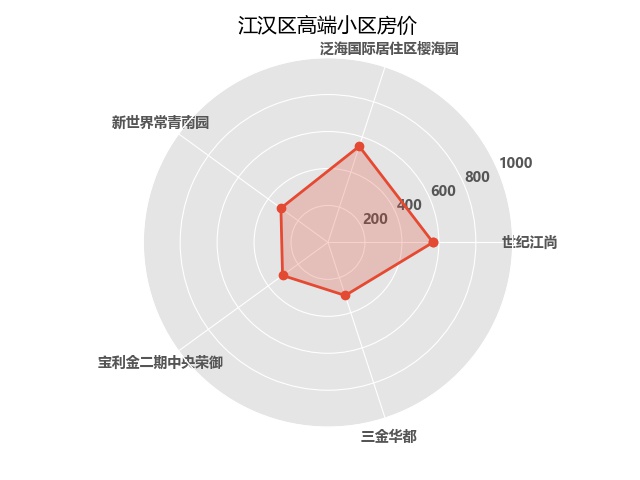 江汉区高端小区房价
泛海国际居住区樱海园
新世界常青南园
1000
800
600
400
200
世纪江尚
宝利金二期中央荣御
三金华都